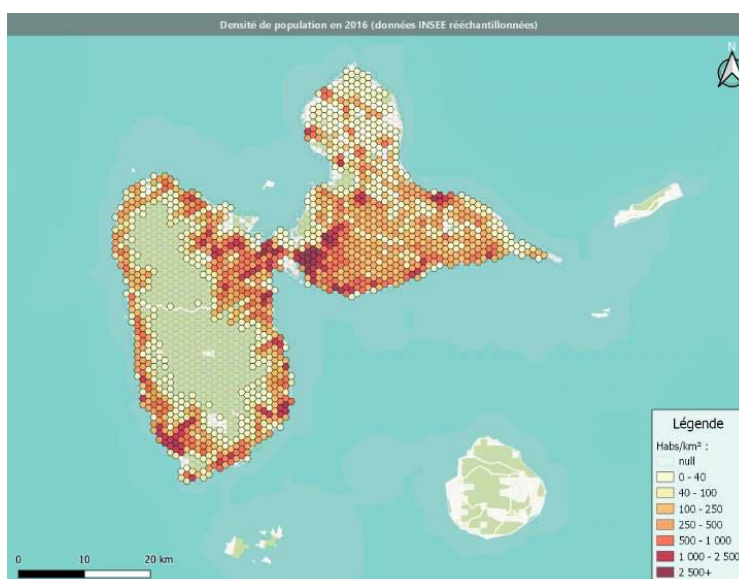 Densité de population en 2016 (données INSEE rééchantillonnées)
N
Légende
Habs/km² :
null
0 - 40
40 - 100
100 - 250
250 - 500
500 - 1 000
1 000 - 2 500
2 500+
0 10 20 km